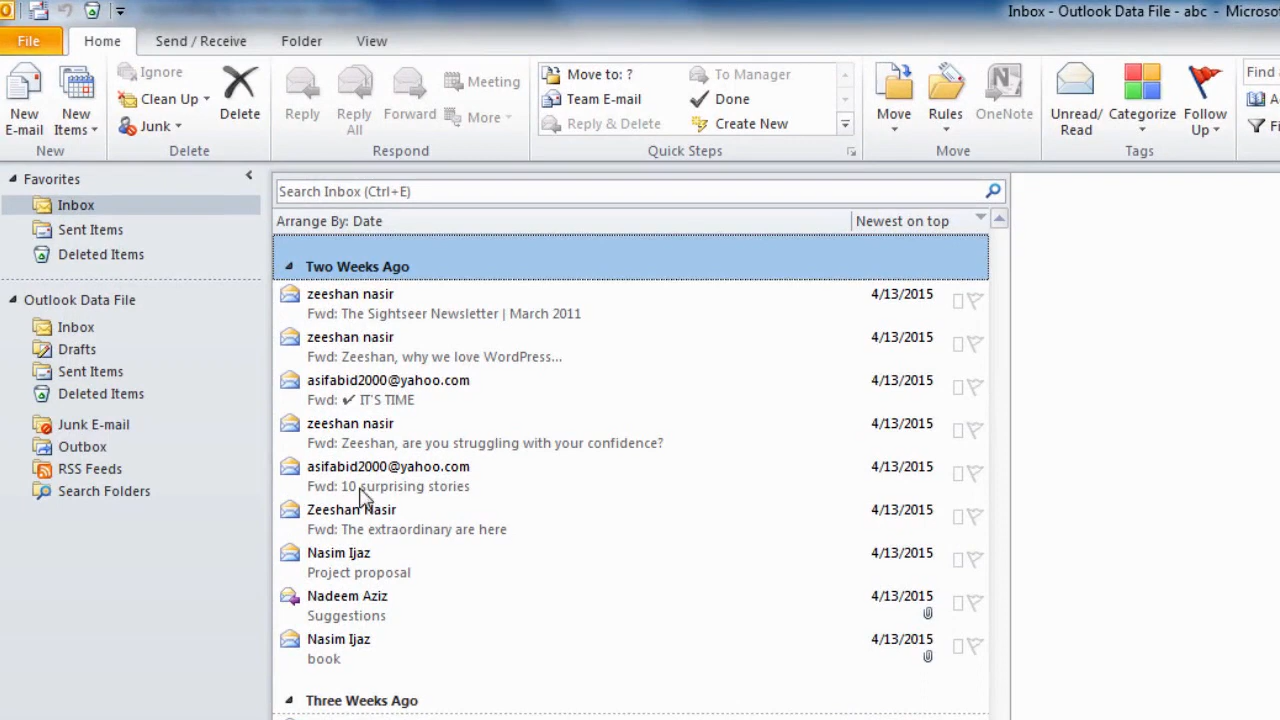 Inbox - Outlook Data File - abc - Microso
File Home Send / Receive Folder View
New E-mail
New Items
New
Ignore
Clean Up
Junk
Delete
Delete
Reply
Reply All
Forward
Meeting
More
Respond
Move to: ?
Team E-mail
Reply & Delete
To Manager
Done
Create New
Quick Steps
Move
Rules
OneNote
Move
Unread/ Read
Categorize
Follow Up
Tags
Find a
A
Fi
Favorites
Inbox
Sent Items
Deleted Items
Outlook Data File
Inbox
Drafts
Sent Items
Deleted Items
Junk E-mail
Outbox
RSS Feeds
Search Folders
Search Inbox (Ctrl+E)
Arrange By: Date Newest on top
Two Weeks Ago
zeeshan nasir 4/13/2015
Fwd: The Sightseer Newsletter | March 2011
zeeshan nasir 4/13/2015
Fwd: Zeeshan, why we love WordPress...
asifabid2000@yahoo.com 4/13/2015
Fwd: ✔ IT'S TIME
zeeshan nasir 4/13/2015
Fwd: Zeeshan, are you struggling with your confidence?
asifabid2000@yahoo.com 4/13/2015
Fwd: 10 surprising stories
Zeeshan Nasir 4/13/2015
Fwd: The extraordinary are here
Nasim Ijaz 4/13/2015
Project proposal
Nadeem Aziz 4/13/2015
Suggestions
Nasim Ijaz 4/13/2015
book
Three Weeks Ago